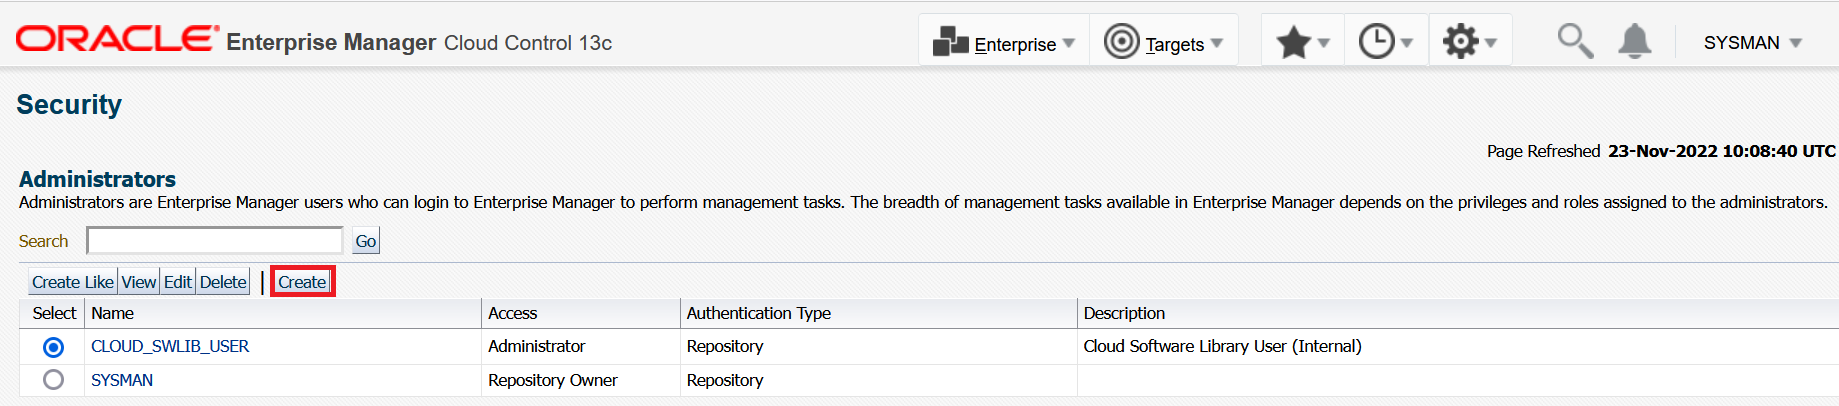 ORACLE Enterprise Manager Cloud Control 13c Enterprise Targets SYSMAN
Security
Page Refreshed 23-Nov-2022 10:08:40 UTC
Administrators
Administrators are Enterprise Manager users who can login to Enterprise Manager to perform management tasks. The breadth of management tasks available in Enterprise Manager depends on the privileges and roles assigned to the administrators.
Search Go
Create Like View Edit Delete | Create
Select Name Access Authentication Type Description
CLOUD_SWLIB_USER Administrator Repository Cloud Software Library User (Internal)
SYSMAN Repository Owner Repository